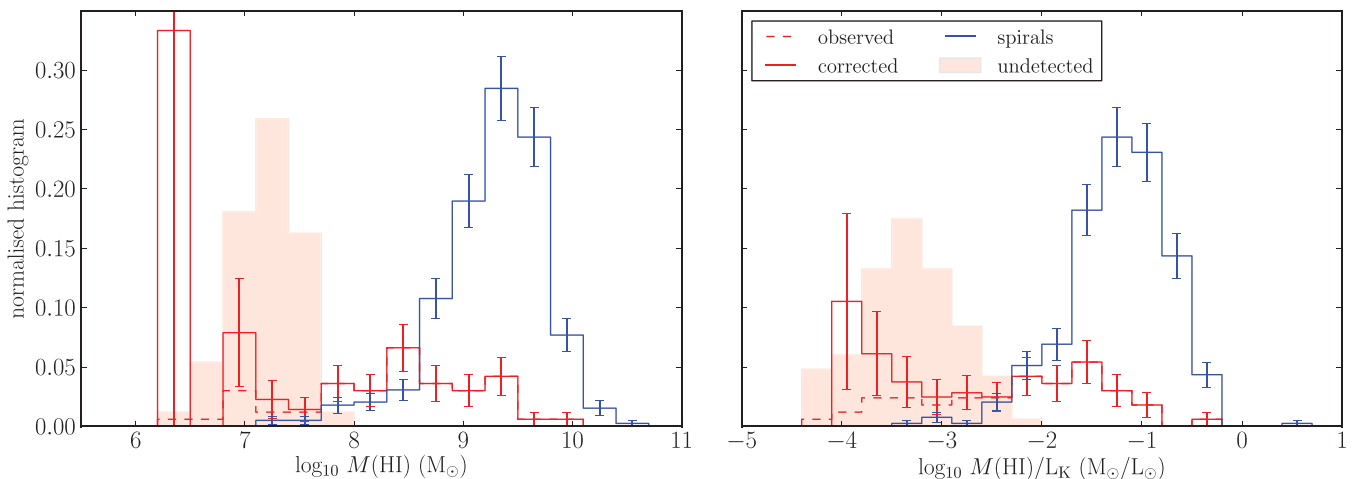 normalised histogram
0.30
0.25
0.20
0.15
0.10
0.05
0.00
6 7 8 9 10 11
log₁₀ M(HI) (M☉)
observed
corrected
spirals
undetected
−5 −4 −3 −2 −1 0 1
log₁₀ M(HI)/L_K (M☉/L☉)